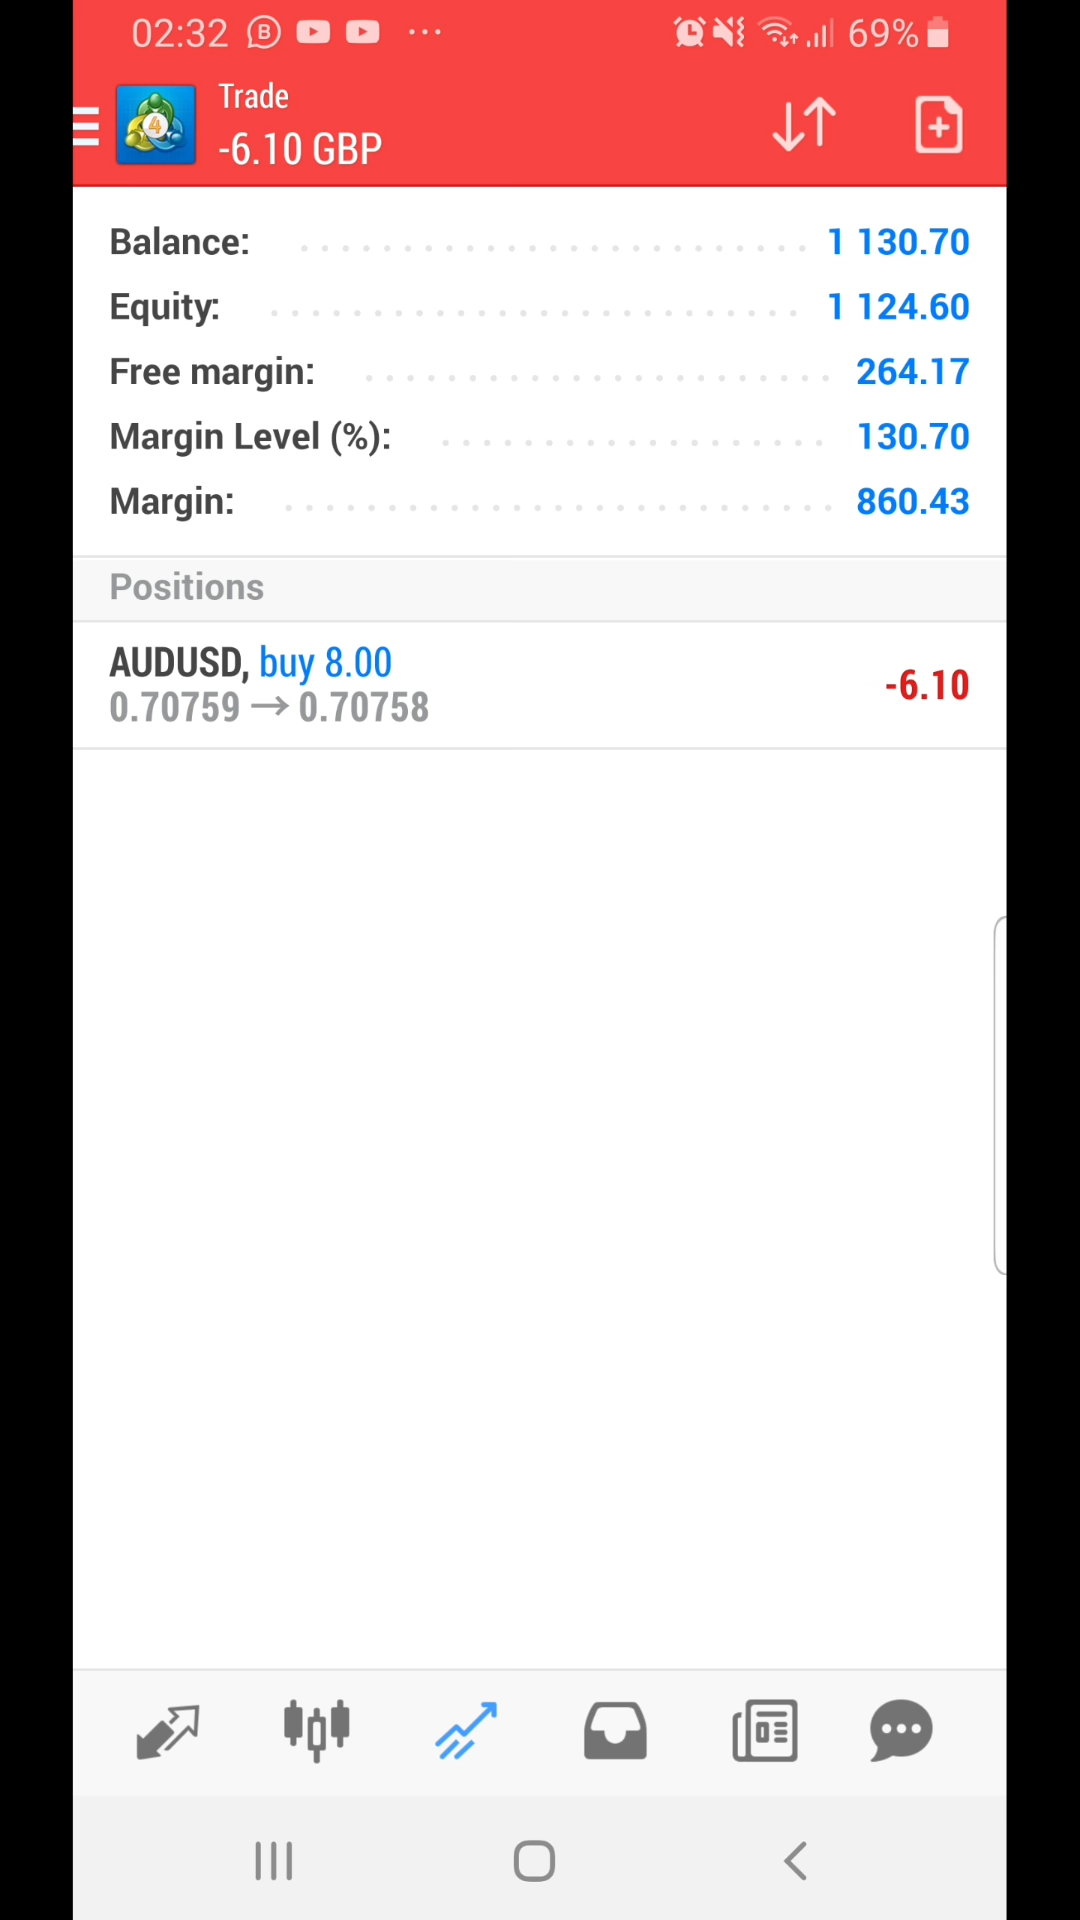 02:32 B ... 69%
Trade
-6.10 GBP
4
Balance: 1 130.70
Equity: 1 124.60
Free margin: 264.17
Margin Level (%): 130.70
Margin: 860.43
Positions
AUDUSD, buy 8.00
0.70759 → 0.70758
-6.10